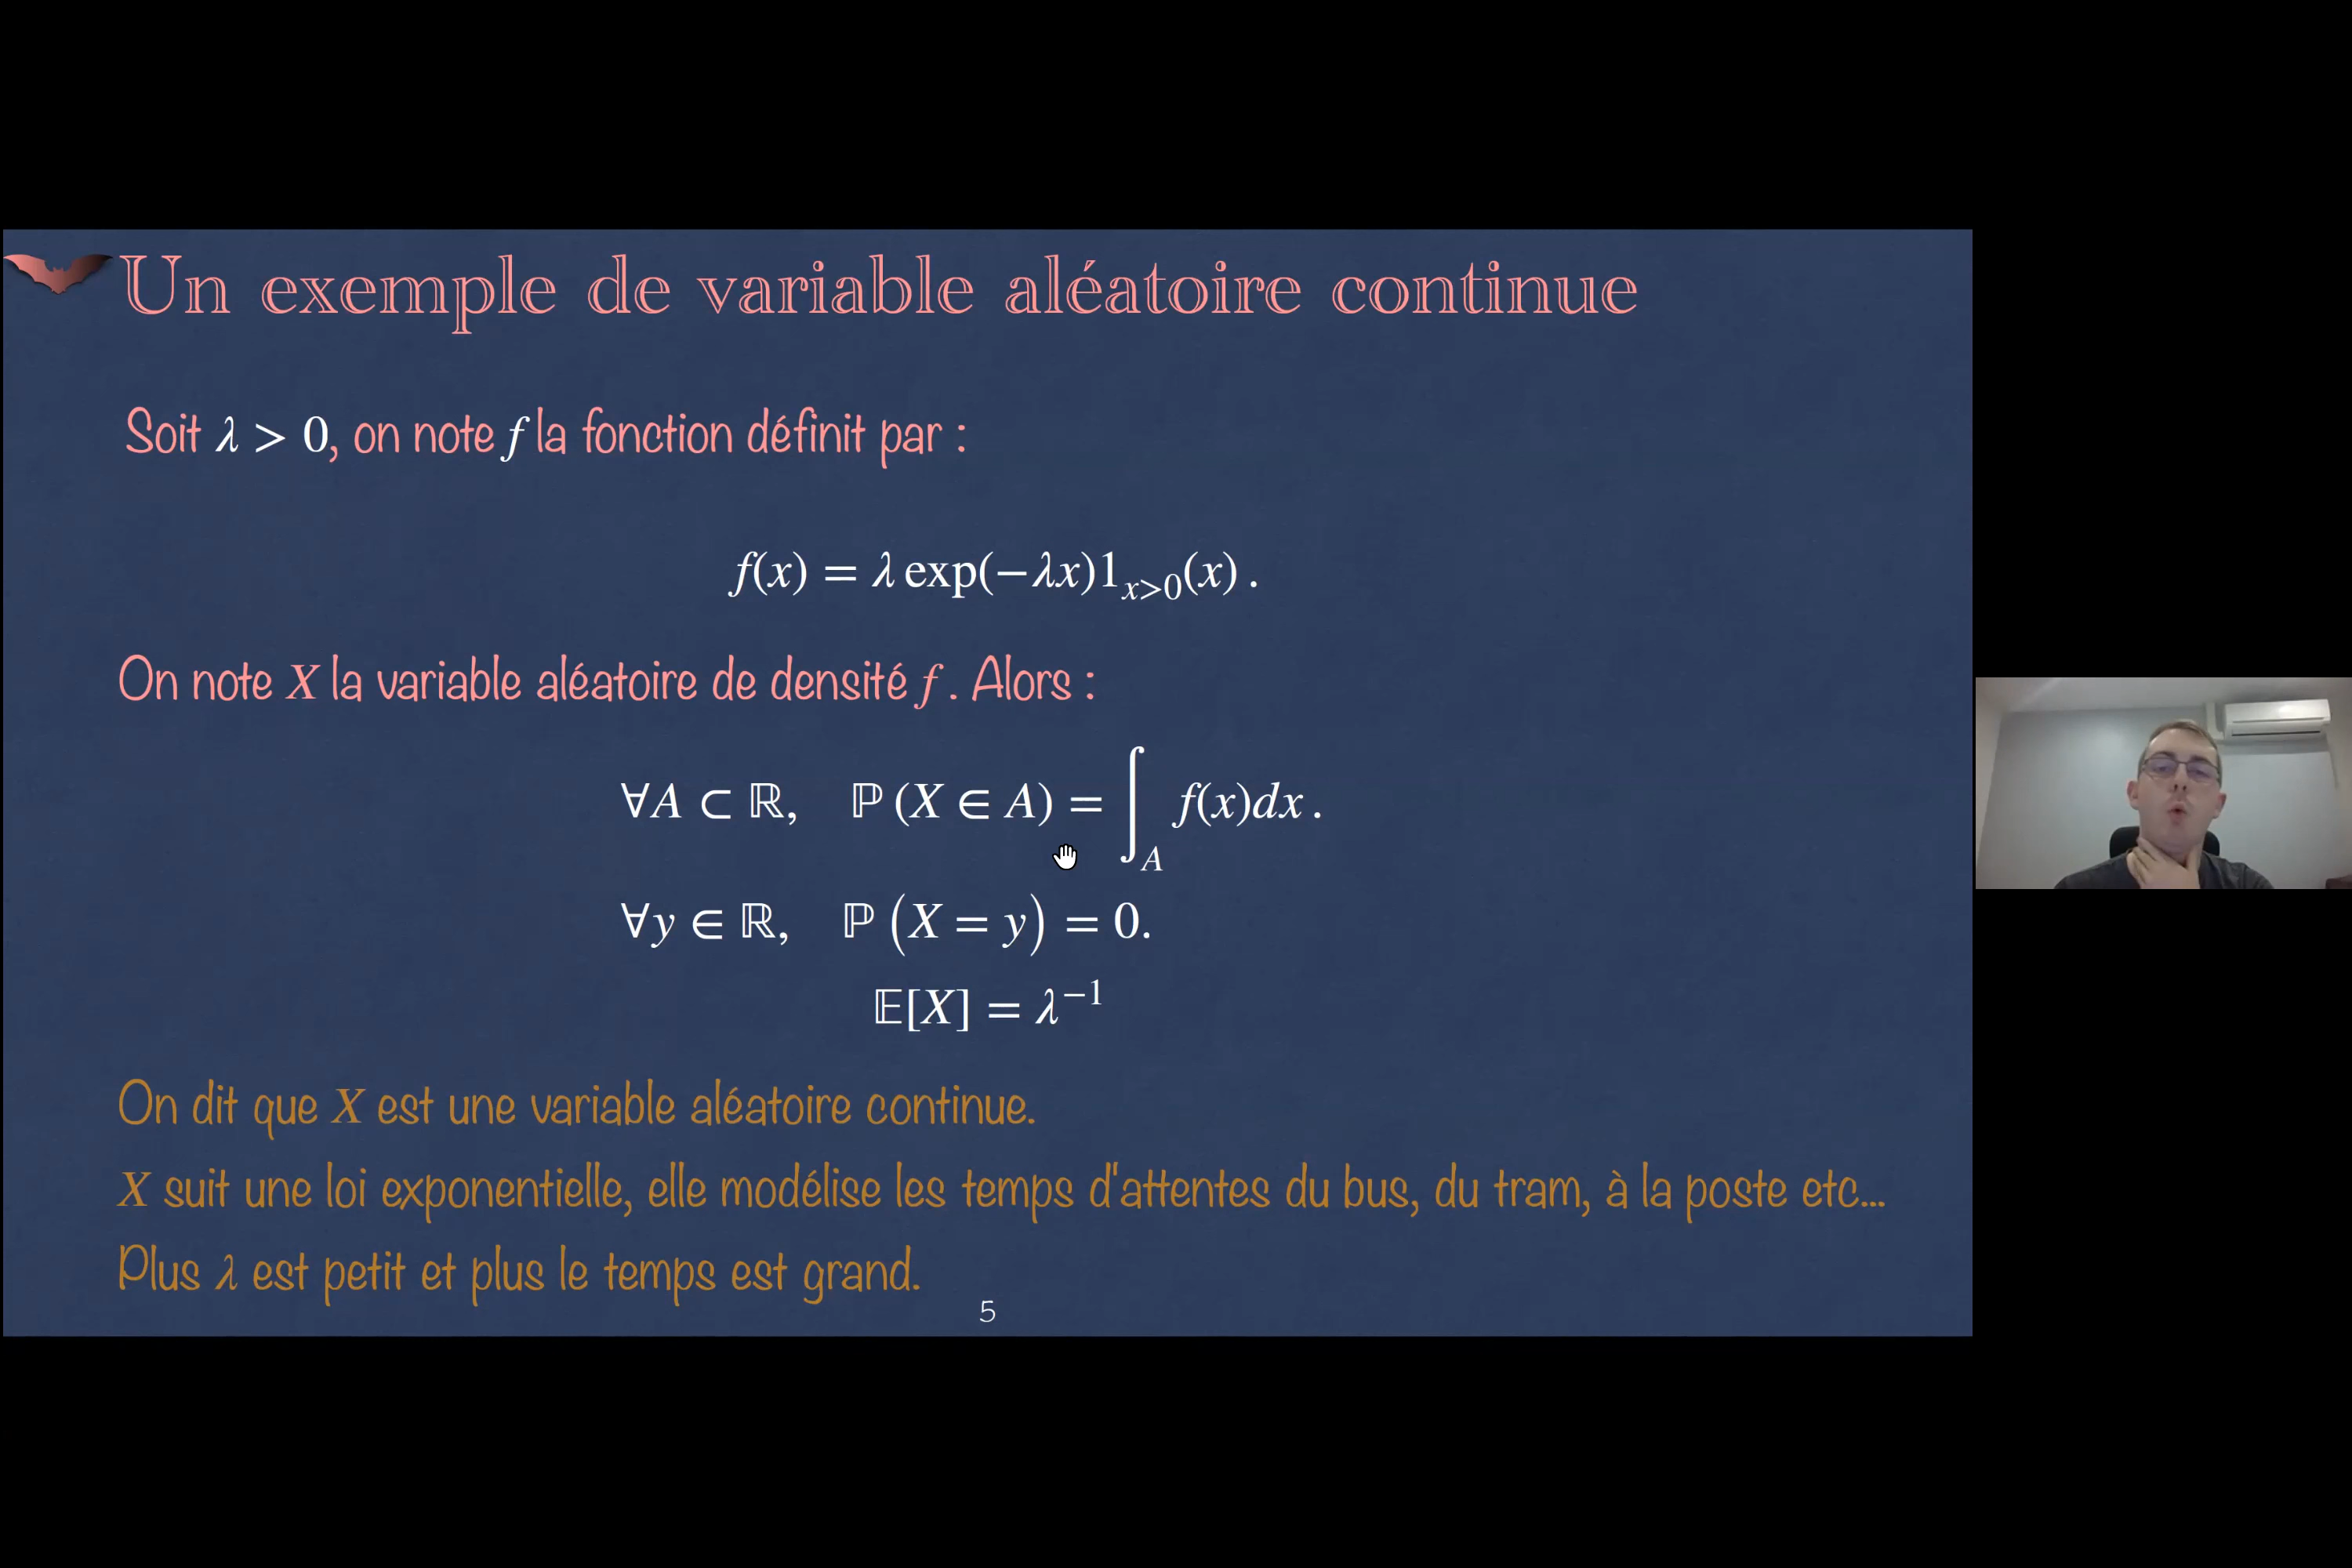 Un exemple de variable aléatoire continue
Soit λ > 0, on note f la fonction définit par :
f(x) = λ exp(−λx)1_{x>0}(x) .
On note X la variable aléatoire de densité f . Alors :
∀A ⊂ ℝ, ℙ (X ∈ A) = ∫_A f(x)dx .
∀y ∈ ℝ, ℙ (X = y) = 0.
𝔼[X] = λ^{−1}
On dit que X est une variable aléatoire continue.
X suit une loi exponentielle, elle modélise les temps d'attentes du bus, du tram, à la poste etc...
Plus λ est petit et plus le temps est grand.
5